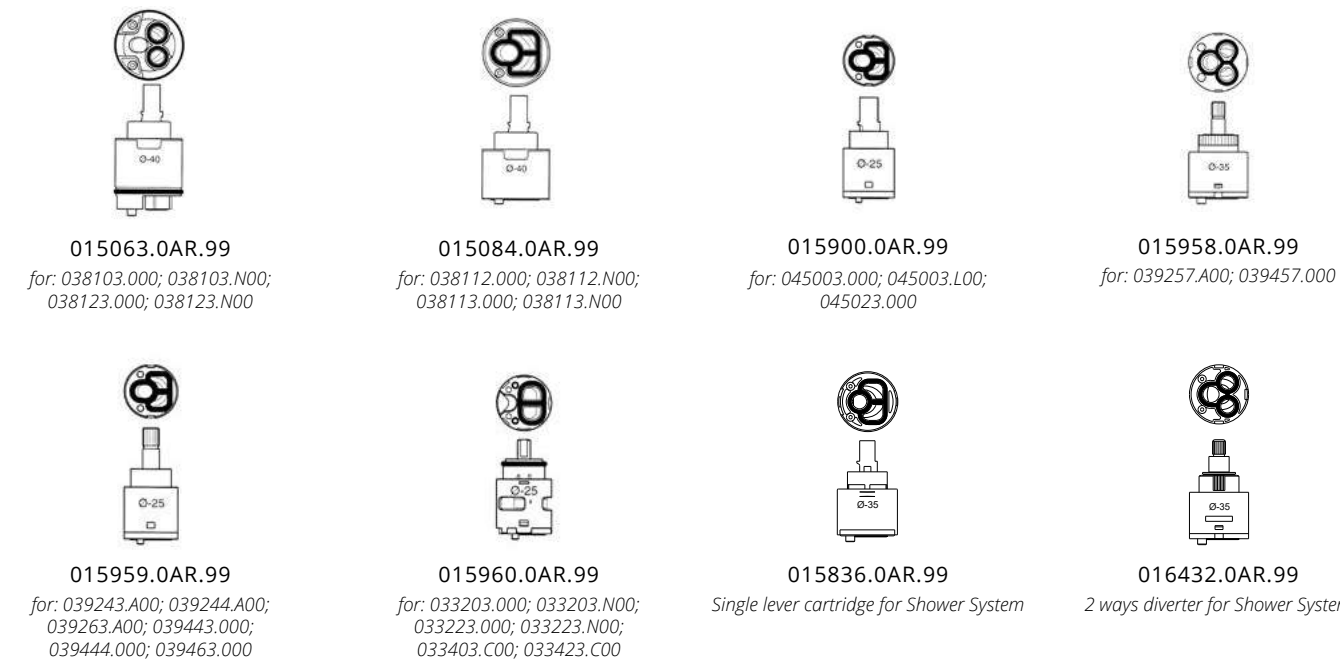 Ø-40
015063.0AR.99
for: 038103.000; 038103.N00;
038123.000; 038123.N00
Ø-40
015084.0AR.99
for: 038112.000; 038112.N00;
038113.000; 038113.N00
Ø-25
015900.0AR.99
for: 045003.000; 045003.L00;
045023.000
Ø-35
015958.0AR.99
for: 039257.A00; 039457.000
Ø-25
015959.0AR.99
for: 039243.A00; 039244.A00;
039263.A00; 039443.000;
039444.000; 039463.000
Ø-25
015960.0AR.99
for: 033203.000; 033203.N00;
033223.000; 033223.N00;
033403.C00; 033423.C00
Ø-35
015836.0AR.99
Single lever cartridge for Shower System
Ø-35
016432.0AR.99
2 ways diverter for Shower Syste